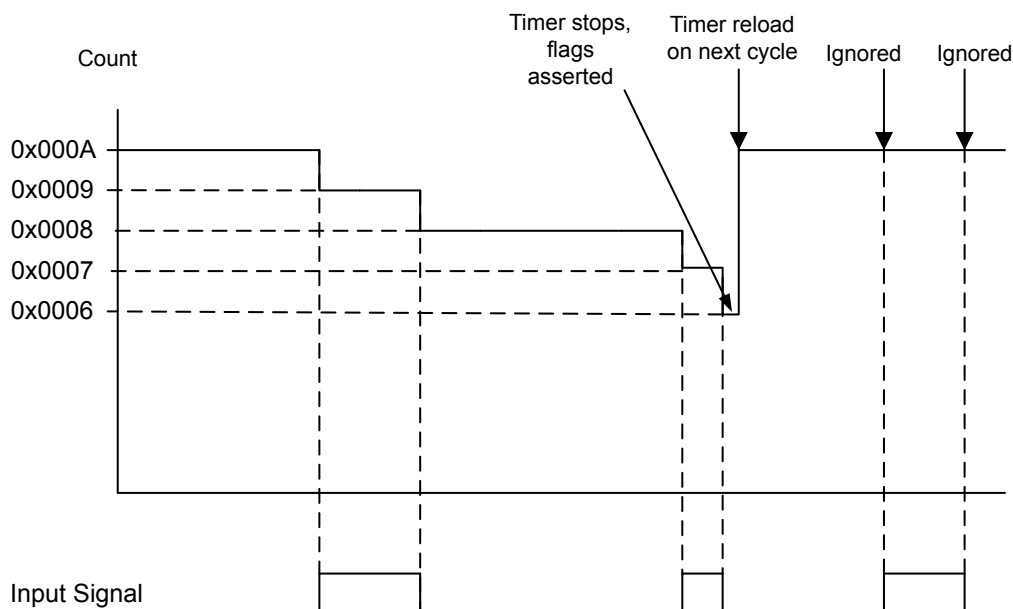 Timer stops,
flags
asserted
Timer reload
on next cycle
Ignored
Ignored
Count
0x000A
0x0009
0x0008
0x0007
0x0006
Input Signal